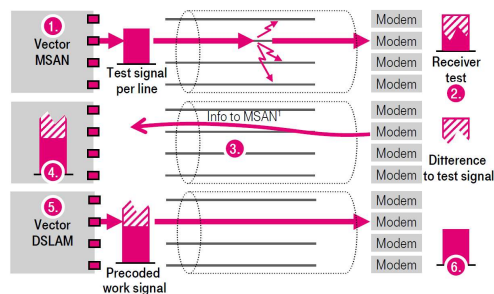 1.
Vector
MSAN
Test signal
per line
Modem
Modem
Modem
Modem
Receiver
test
2.
Info to MSAN¹
3.
4.
Modem
Modem
Modem
Modem
Difference
to test signal
5.
Vector
DSLAM
Precoded
work signal
Modem
Modem
Modem
Modem
6.